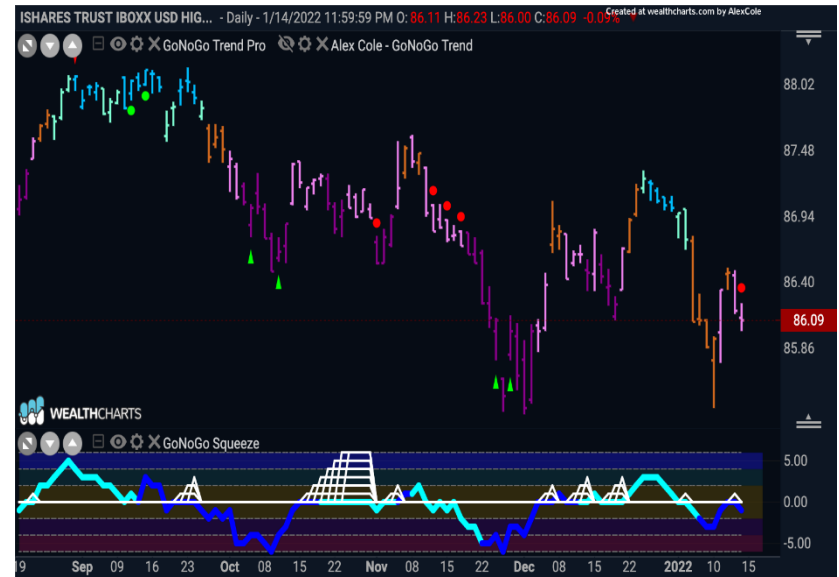 ISHARES TRUST IBOXX USD HIG... - Daily - 1/14/2022 11:59:59 PM O: 86.11 H:86.23 L:86.00 C:86.09 -0.09%
Created at wealthcharts.com by AlexCole
GoNoGo Trend Pro Alex Cole - GoNoGo Trend
88.02
87.48
86.94
86.40
86.09
85.86
WEALTHCHARTS
GoNoGo Squeeze
5.00
0.00
-5.00
19 Sep 09 16 23 Oct 08 15 22 Nov 08 15 22 Dec 08 15 22 2022 10 15